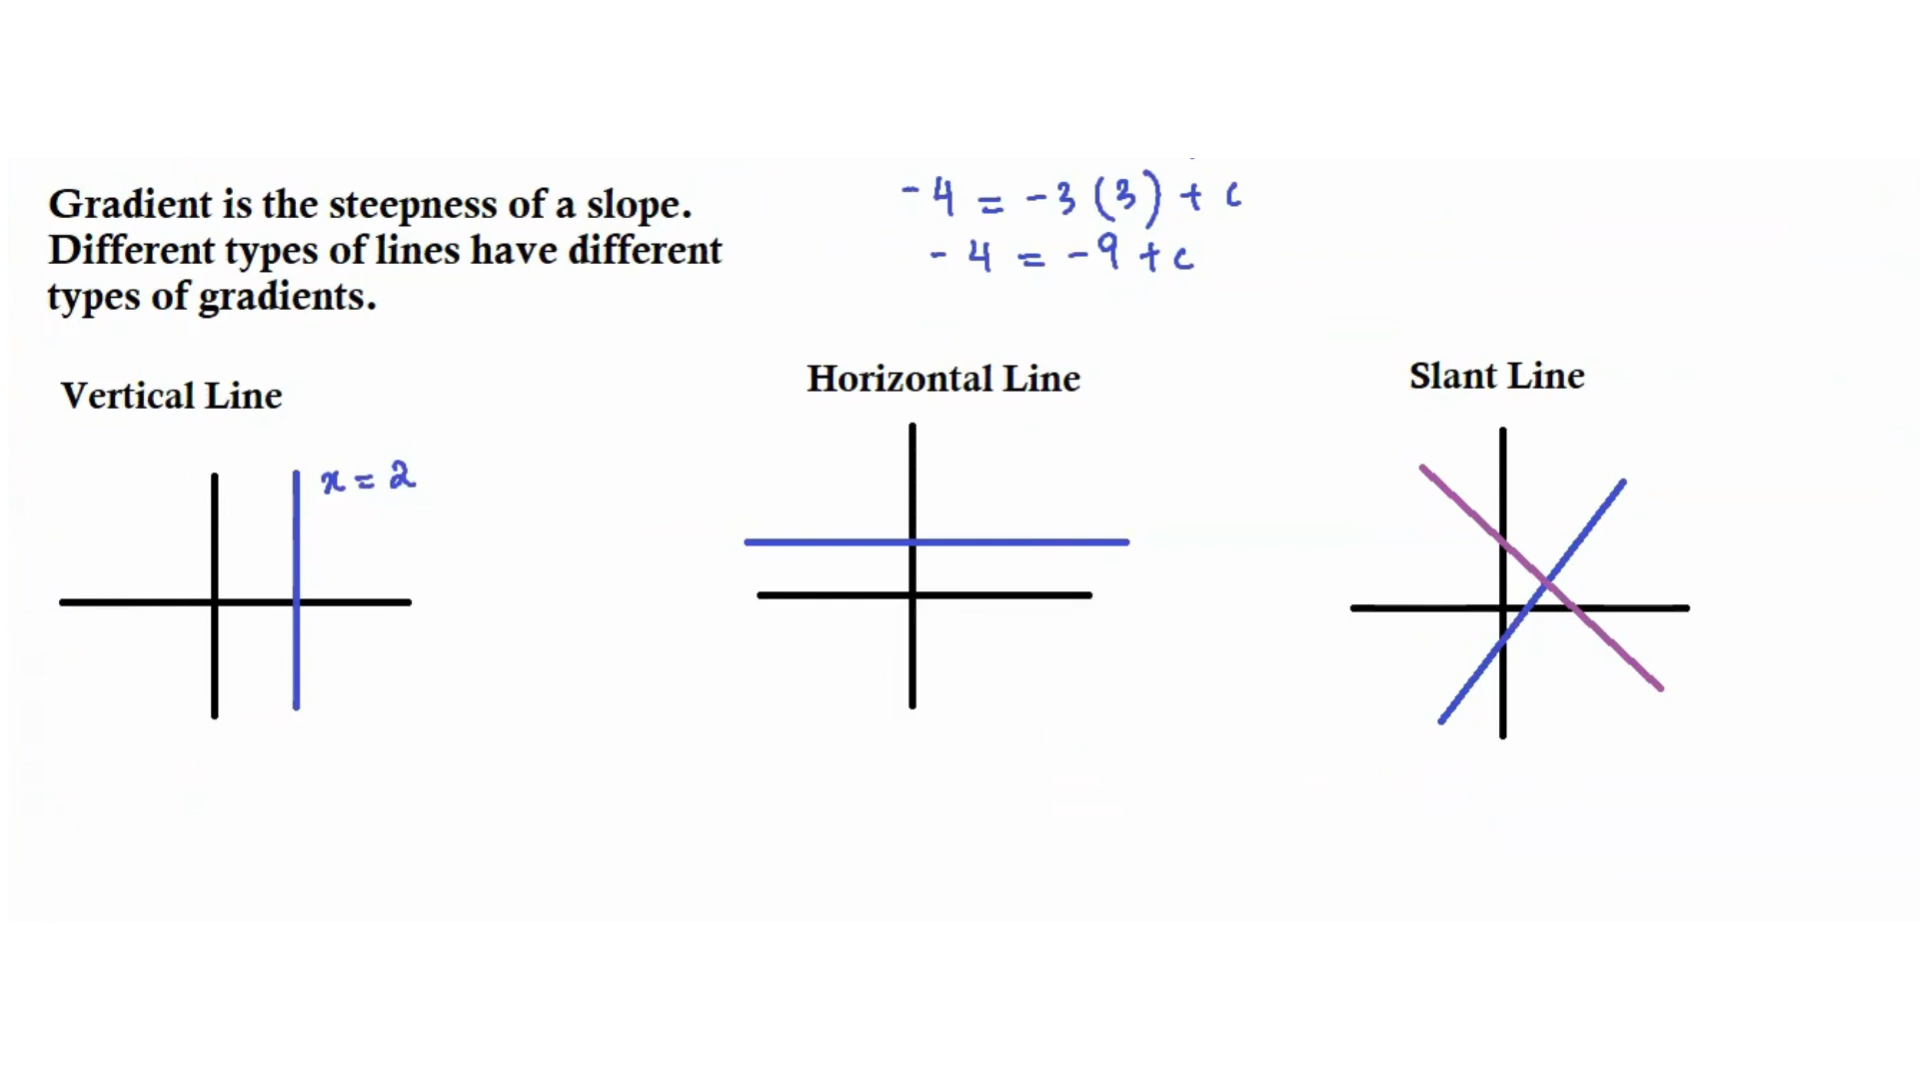 Gradient is the steepness of a slope.
Different types of lines have different
types of gradients.
-4 = -3(3) + c
-4 = -9 + c
Vertical Line
Horizontal Line
Slant Line
x = 2